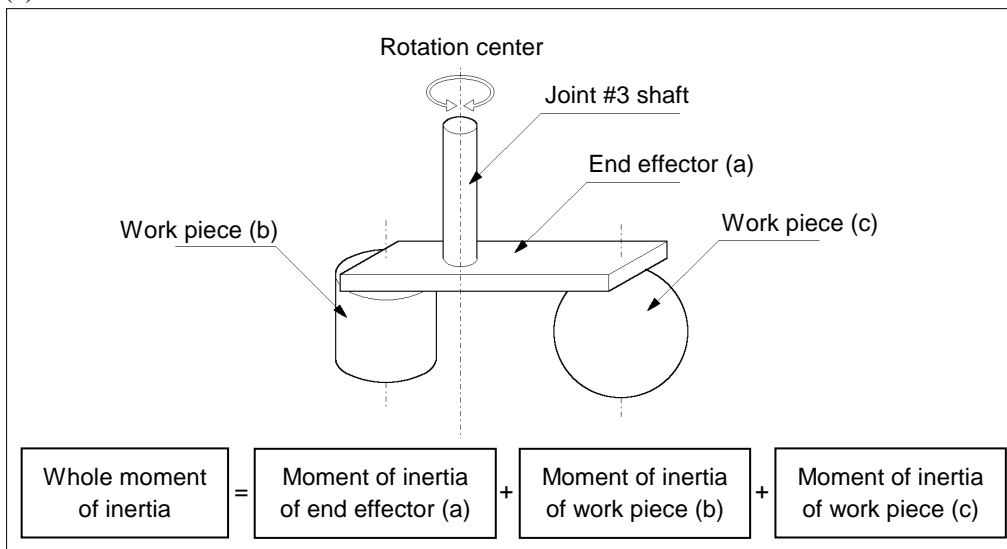 Rotation center
Joint #3 shaft
End effector (a)
Work piece (b)
Work piece (c)
Whole moment
of inertia
=
Moment of inertia
of end effector (a)
+
Moment of inertia
of work piece (b)
+
Moment of inertia
of work piece (c)